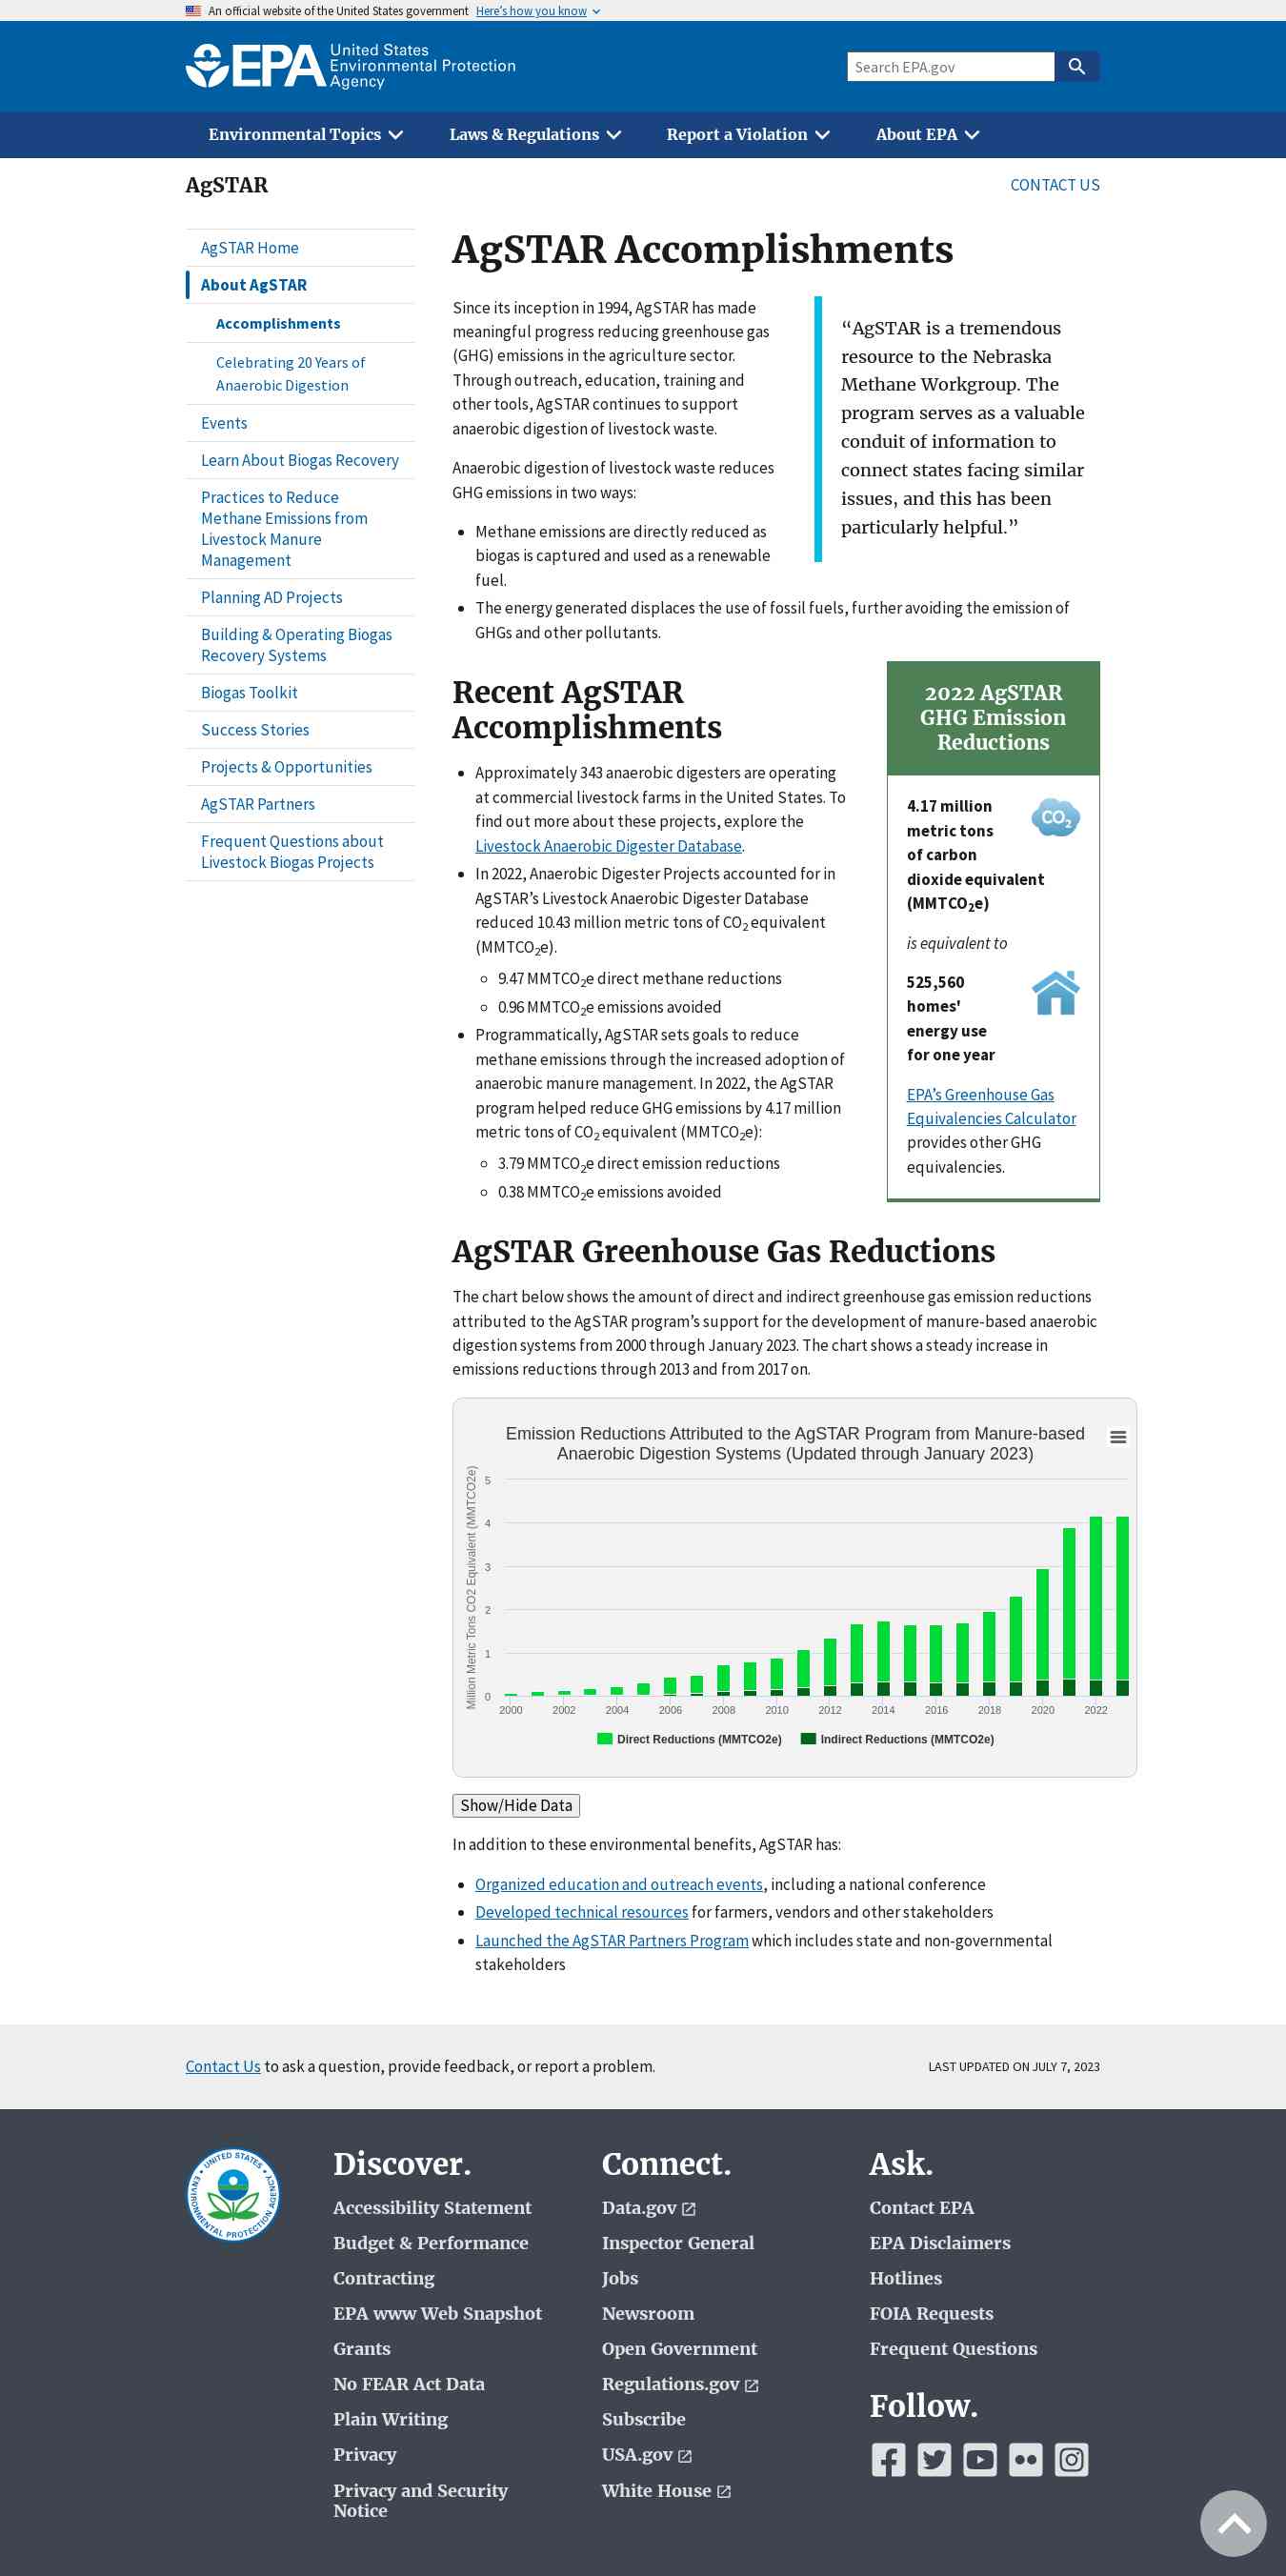 An official website of the United States government Here's how you know
EPA United States
Environmental Protection
Agency
Search EPA.gov
Environmental Topics
Laws & Regulations
Report a Violation
About EPA
AgSTAR
CONTACT US
AgSTAR Home
About AgSTAR
Accomplishments
Celebrating 20 Years of
Anaerobic Digestion
Events
Learn About Biogas Recovery
Practices to Reduce
Methane Emissions from
Livestock Manure
Management
Planning AD Projects
Building & Operating Biogas
Recovery Systems
Biogas Toolkit
Success Stories
Projects & Opportunities
AgSTAR Partners
Frequent Questions about
Livestock Biogas Projects
AgSTAR Accomplishments
Since its inception in 1994, AgSTAR has made
meaningful progress reducing greenhouse gas
(GHG) emissions in the agriculture sector.
Through outreach, education, training and
other tools, AgSTAR continues to support
anaerobic digestion of livestock waste.
Anaerobic digestion of livestock waste reduces
GHG emissions in two ways:
“AgSTAR is a tremendous
resource to the Nebraska
Methane Workgroup. The
program serves as a valuable
conduit of information to
connect states facing similar
issues, and this has been
particularly helpful.”
• Methane emissions are directly reduced as
biogas is captured and used as a renewable
fuel.
• The energy generated displaces the use of fossil fuels, further avoiding the emission of
GHGs and other pollutants.
Recent AgSTAR
Accomplishments
• Approximately 343 anaerobic digesters are operating
at commercial livestock farms in the United States. To
find out more about these projects, explore the
Livestock Anaerobic Digester Database.
• In 2022, Anaerobic Digester Projects accounted for in
AgSTAR’s Livestock Anaerobic Digester Database
reduced 10.43 million metric tons of CO₂ equivalent
(MMTCO₂e).
◦ 9.47 MMTCO₂e direct methane reductions
◦ 0.96 MMTCO₂e emissions avoided
• Programmatically, AgSTAR sets goals to reduce
methane emissions through the increased adoption of
anaerobic manure management. In 2022, the AgSTAR
program helped reduce GHG emissions by 4.17 million
metric tons of CO₂ equivalent (MMTCO₂e):
◦ 3.79 MMTCO₂e direct emission reductions
◦ 0.38 MMTCO₂e emissions avoided
2022 AgSTAR
GHG Emission
Reductions
4.17 million
metric tons
of carbon
dioxide equivalent
(MMTCO₂e)
CO₂
is equivalent to
525,560
homes'
energy use
for one year
EPA’s Greenhouse Gas
Equivalencies Calculator
provides other GHG
equivalencies.
AgSTAR Greenhouse Gas Reductions
The chart below shows the amount of direct and indirect greenhouse gas emission reductions
attributed to the AgSTAR program’s support for the development of manure-based anaerobic
digestion systems from 2000 through January 2023. The chart shows a steady increase in
emissions reductions through 2013 and from 2017 on.
Emission Reductions Attributed to the AgSTAR Program from Manure-based
Anaerobic Digestion Systems (Updated through January 2023)
Million Metric Tons CO2 Equivalent (MMTCO2e)
5
4
3
2
1
0
2000 2002 2004 2006 2008 2010 2012 2014 2016 2018 2020 2022
Direct Reductions (MMTCO2e) Indirect Reductions (MMTCO2e)
Show/Hide Data
In addition to these environmental benefits, AgSTAR has:
• Organized education and outreach events, including a national conference
• Developed technical resources for farmers, vendors and other stakeholders
• Launched the AgSTAR Partners Program which includes state and non-governmental
stakeholders
Contact Us to ask a question, provide feedback, or report a problem.
LAST UPDATED ON JULY 7, 2023
UNITED STATES
ENVIRONMENTAL PROTECTION AGENCY
Discover.
Accessibility Statement
Budget & Performance
Contracting
EPA www Web Snapshot
Grants
No FEAR Act Data
Plain Writing
Privacy
Privacy and Security
Notice
Connect.
Data.gov
Inspector General
Jobs
Newsroom
Open Government
Regulations.gov
Subscribe
USA.gov
White House
Ask.
Contact EPA
EPA Disclaimers
Hotlines
FOIA Requests
Frequent Questions
Follow.